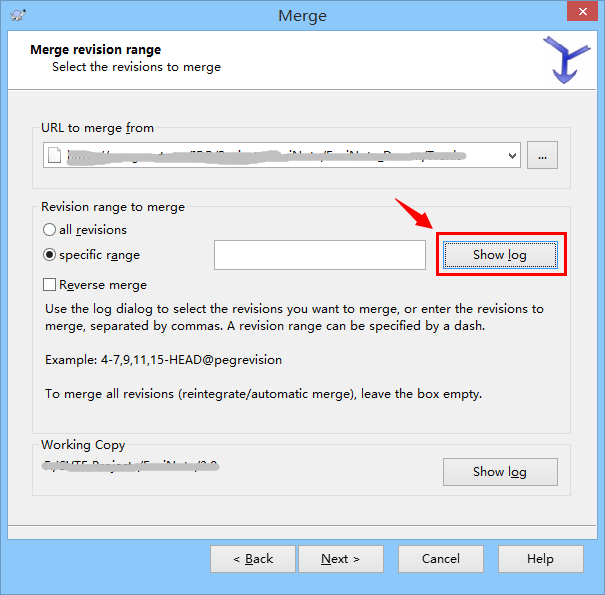 Merge
Merge revision range
Select the revisions to merge
URL to merge from
...
Revision range to merge
all revisions
specific range
Show log
Reverse merge
Use the log dialog to select the revisions you want to merge, or enter the revisions to
merge, separated by commas. A revision range can be specified by a dash.
Example: 4-7,9,11,15-HEAD@pegrevision
To merge all revisions (reintegrate/automatic merge), leave the box empty.
Working Copy
Show log
< Back
Next >
Cancel
Help